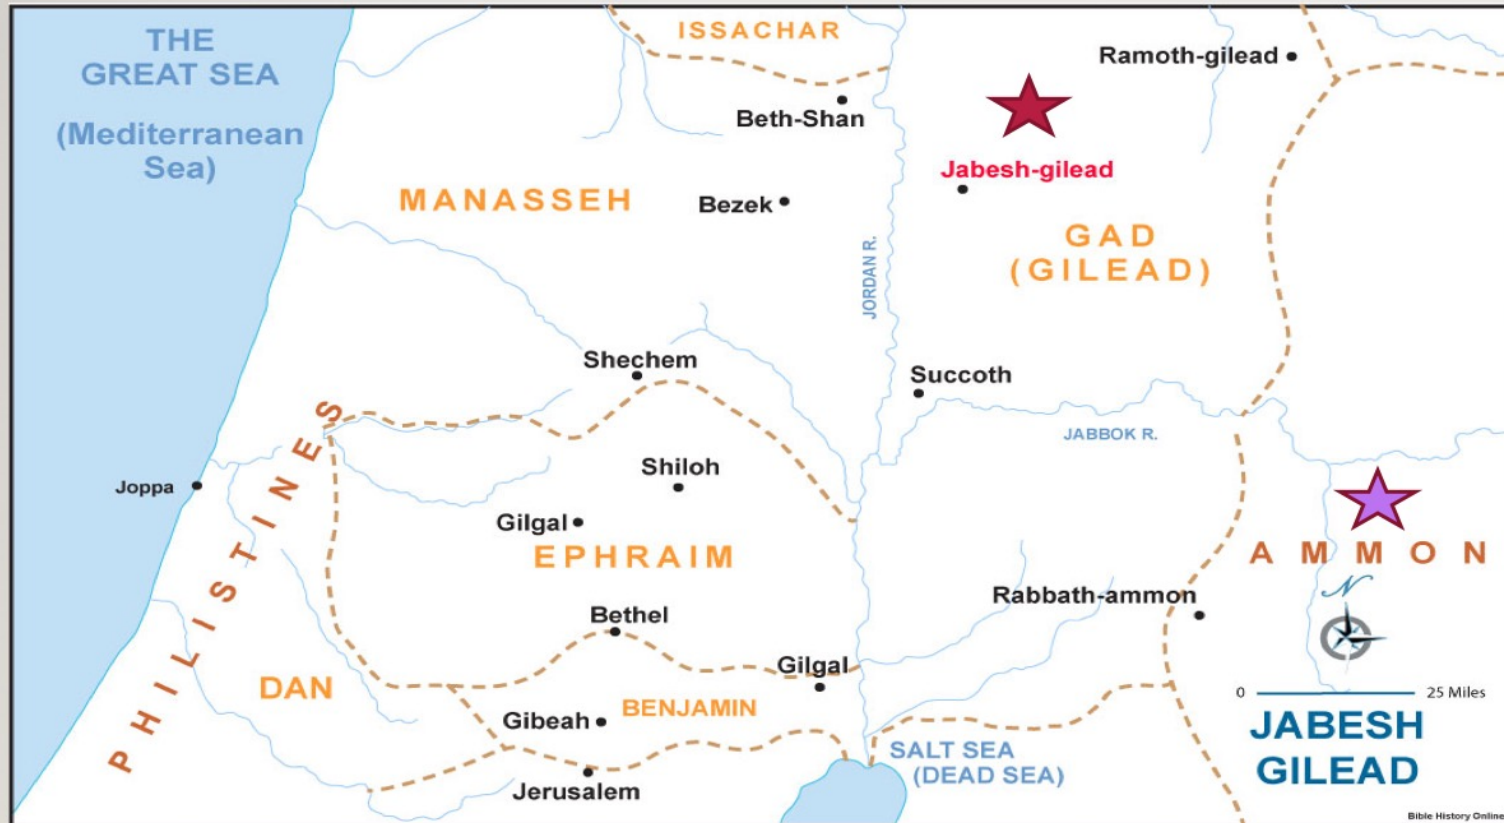 THE
GREAT SEA
(Mediterranean
Sea)
ISSACHAR
Ramoth-gilead
Beth-Shan
Jabesh-gilead
MANASSEH
Bezek
GAD
(GILEAD)
JORDAN R.
Shechem
Succoth
JABBOK R.
PHILISTINES
Joppa
Shiloh
Gilgal
EPHRAIM
AMMON
N
Rabbath-ammon
Bethel
Gilgal
DAN
BENJAMIN
Gibeah
0 25 Miles
JABESH
GILEAD
SALT SEA
(DEAD SEA)
Jerusalem
Bible History Online